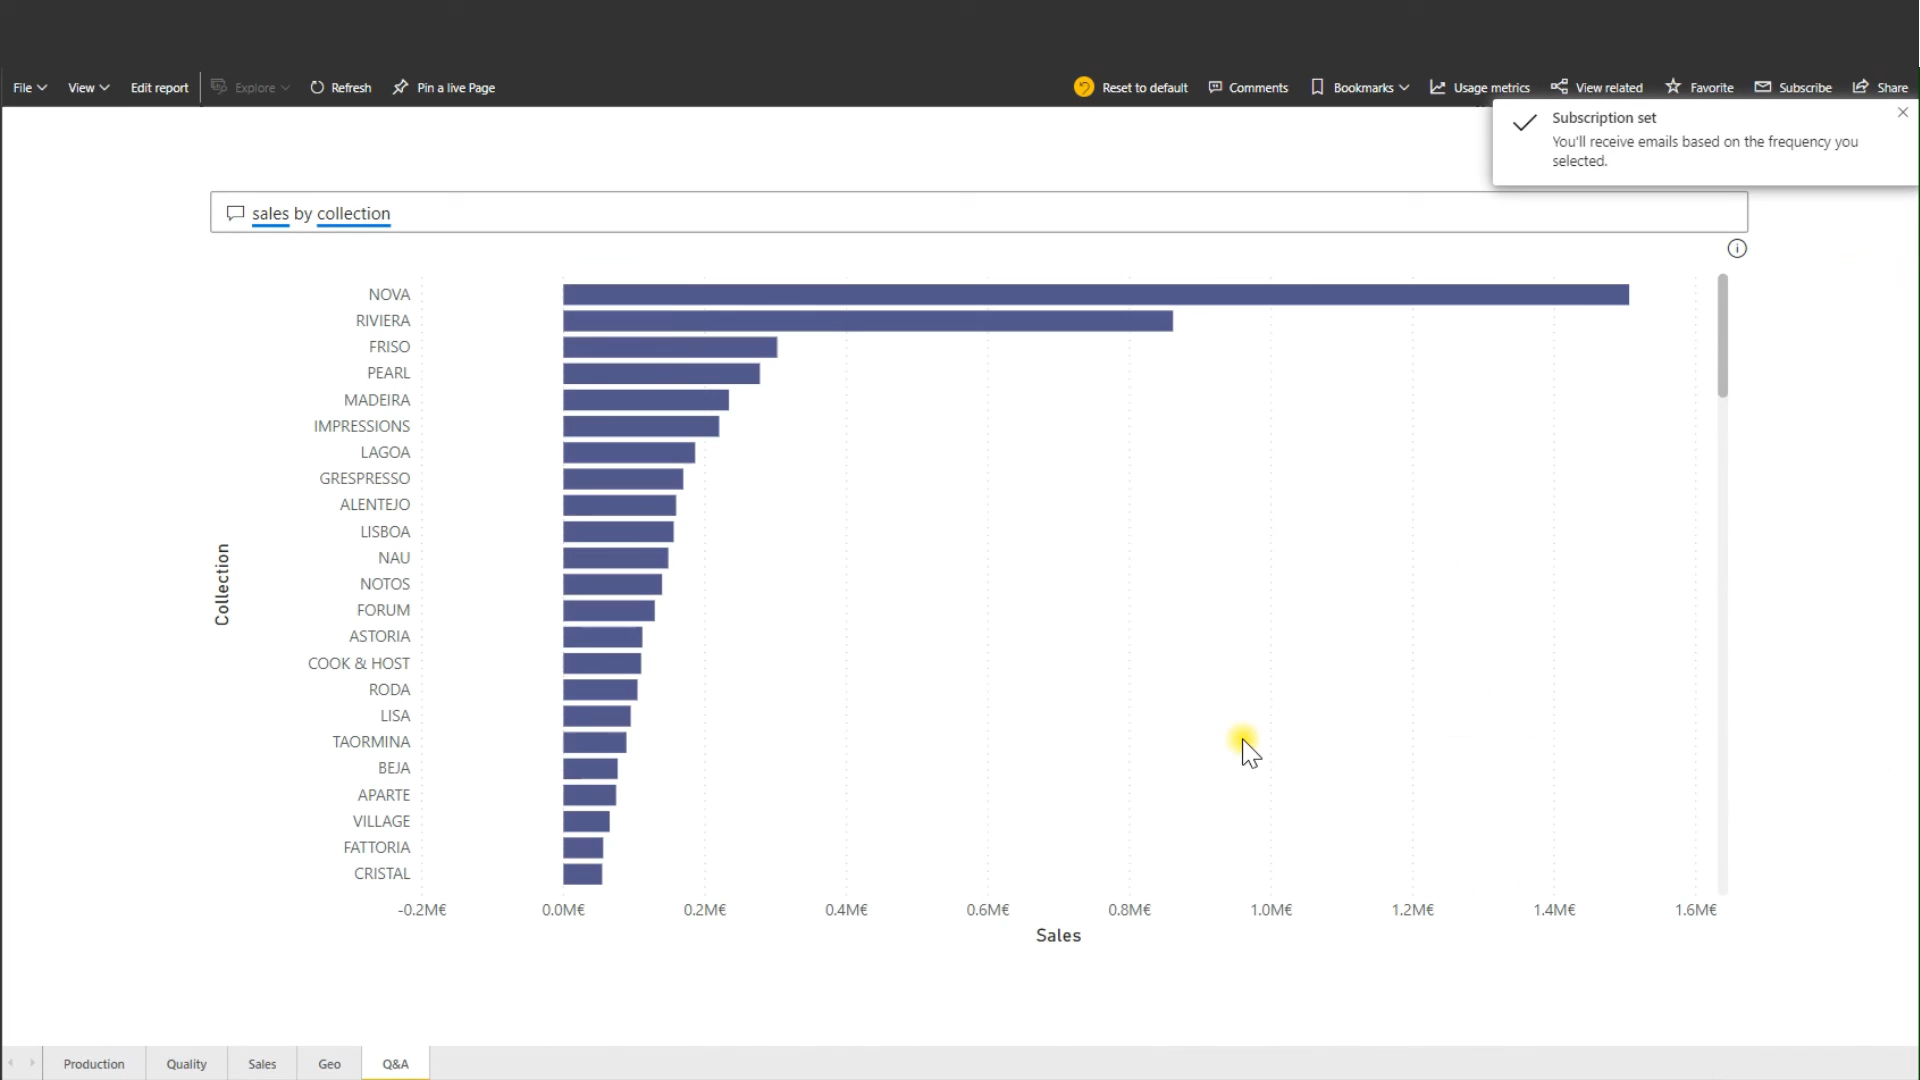 File View Edit report Explore Refresh Pin a live Page Reset to default Comments Bookmarks Usage metrics View related Favorite Subscribe Share
Subscription set
You'll receive emails based on the frequency you
selected.
sales by collection
Collection
NOVA
RIVIERA
FRISO
PEARL
MADEIRA
IMPRESSIONS
LAGOA
GRESPRESSO
ALENTEJO
LISBOA
NAU
NOTOS
FORUM
ASTORIA
COOK & HOST
RODA
LISA
TAORMINA
BEJA
APARTE
VILLAGE
FATTORIA
CRISTAL
-0.2M€ 0.0M€ 0.2M€ 0.4M€ 0.6M€ 0.8M€ 1.0M€ 1.2M€ 1.4M€ 1.6M€
Sales
Production Quality Sales Geo Q&A